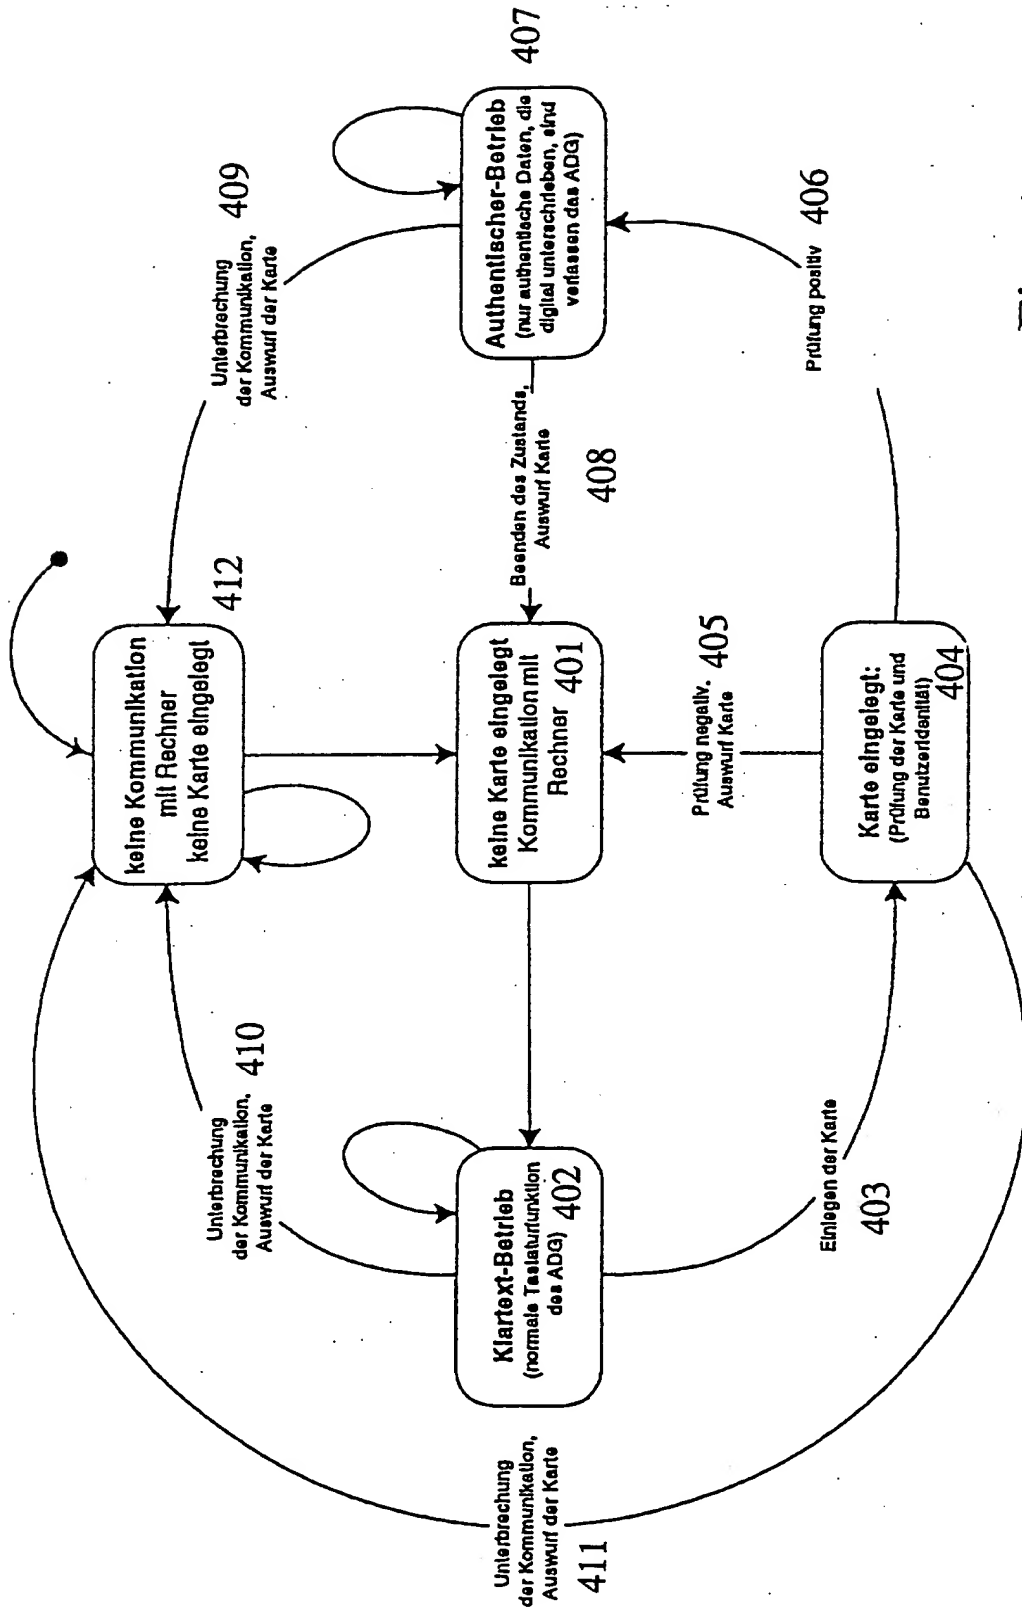 keine Kommunikation
mit Rechner
keine Karte eingelegt
412
Unterbrechung
der Kommunikation,
Auswurf der Karte
410
Unterbrechung
der Kommunikation,
Auswurf der Karte
409
Unterbrechung
der Kommunikation,
Auswurf der Karte
411
Klartext-Betrieb
(normale Tastaturfunktion
des ADG)
402
keine Karte eingelegt
Kommunikation mit
Rechner
401
Beenden des Zustands,
Auswurf Karte
408
Authentischer-Betrieb
(nur authentische Daten, die
digital unterschrieben, sind
verlassen das ADG)
407
Einlegen der Karte
403
Prüfung negativ,
Auswurf Karte
405
Prüfung positiv
406
Karte eingelegt:
(Prüfung der Karte und
Benutzeridentität)
404